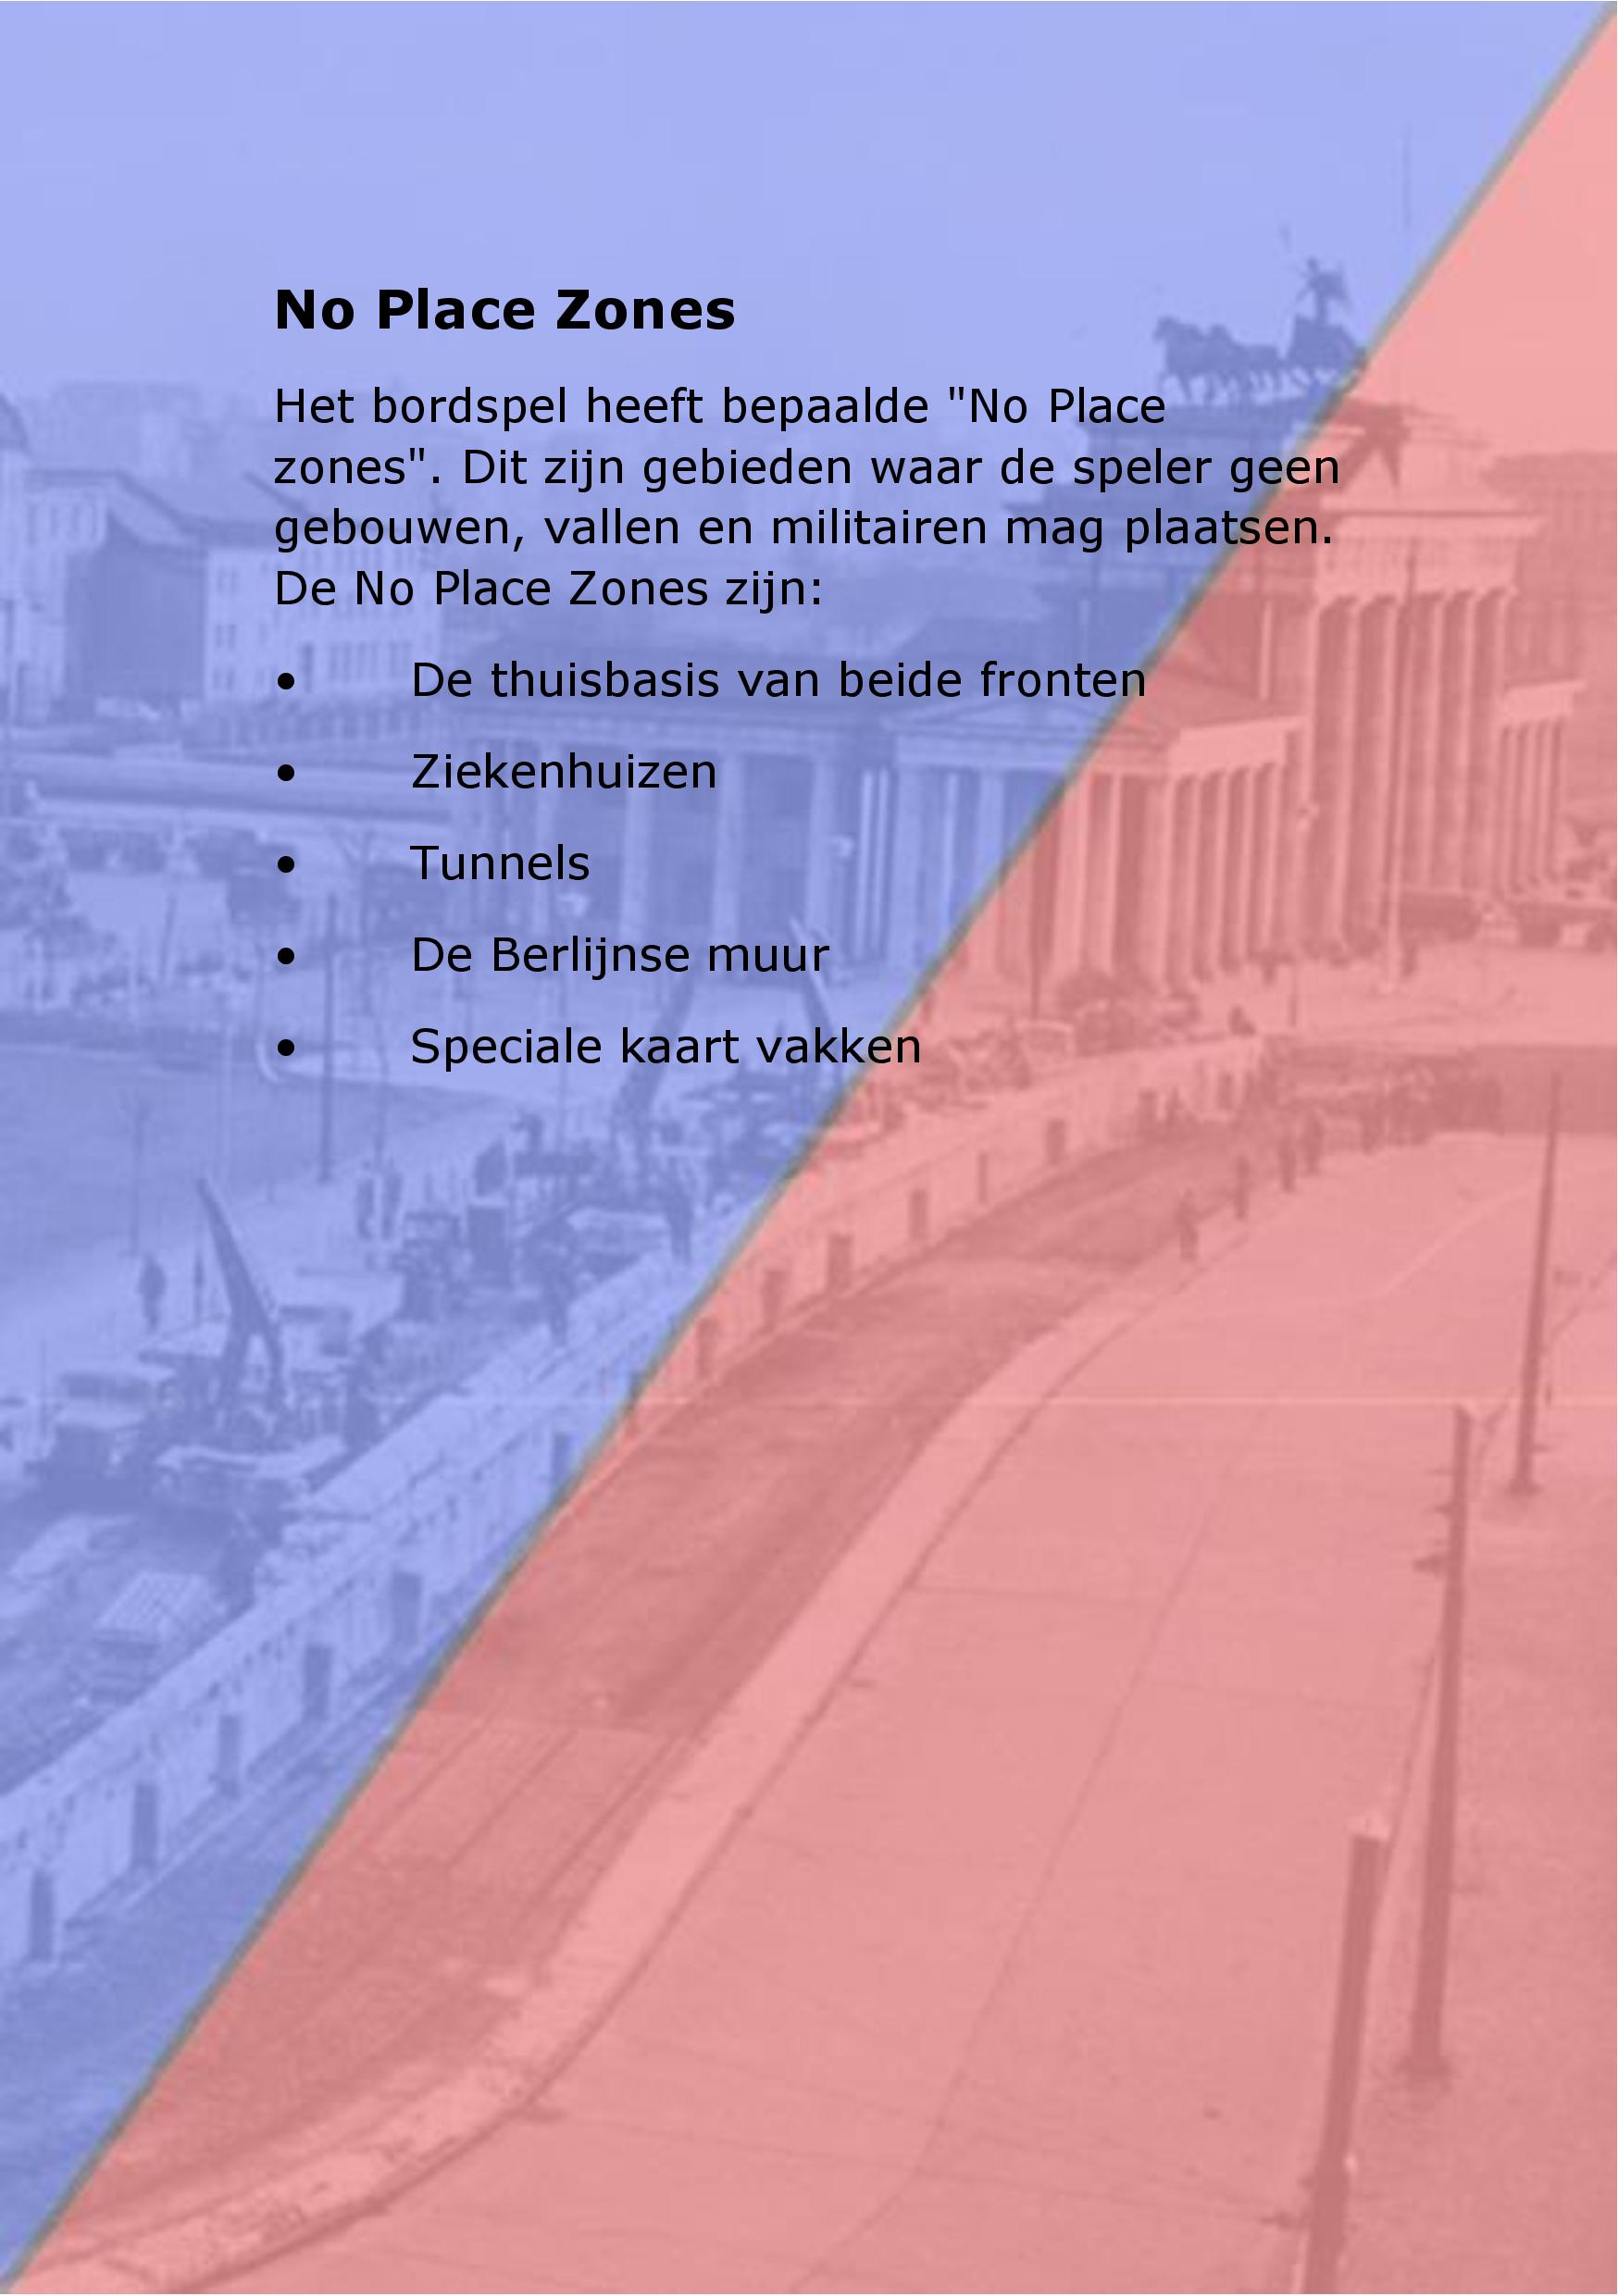 No Place Zones
Het bordspel heeft bepaalde "No Place
zones". Dit zijn gebieden waar de speler geen
gebouwen, vallen en militairen mag plaatsen.
De No Place Zones zijn:
• De thuisbasis van beide fronten
• Ziekenhuizen
• Tunnels
• De Berlijnse muur
• Speciale kaart vakken